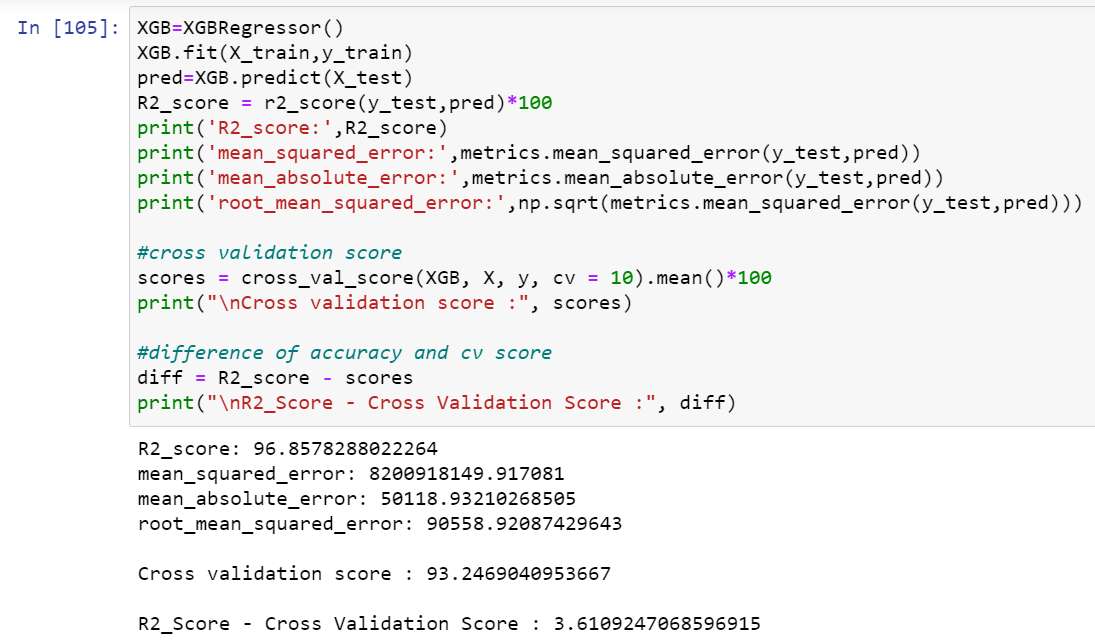 In [105]: XGB=XGBRegressor()
XGB.fit(X_train,y_train)
pred=XGB.predict(X_test)
R2_score = r2_score(y_test,pred)*100
print('R2_score:',R2_score)
print('mean_squared_error:',metrics.mean_squared_error(y_test,pred))
print('mean_absolute_error:',metrics.mean_absolute_error(y_test,pred))
print('root_mean_squared_error:',np.sqrt(metrics.mean_squared_error(y_test,pred)))
#cross validation score
scores = cross_val_score(XGB, X, y, cv = 10).mean()*100
print("\nCross validation score :", scores)
#difference of accuracy and cv score
diff = R2_score - scores
print("\nR2_Score - Cross Validation Score :", diff)
R2_score: 96.8578288022264
mean_squared_error: 8200918149.917081
mean_absolute_error: 50118.93210268505
root_mean_squared_error: 90558.92087429643
Cross validation score : 93.2469040953667
R2_Score - Cross Validation Score : 3.6109247068596915